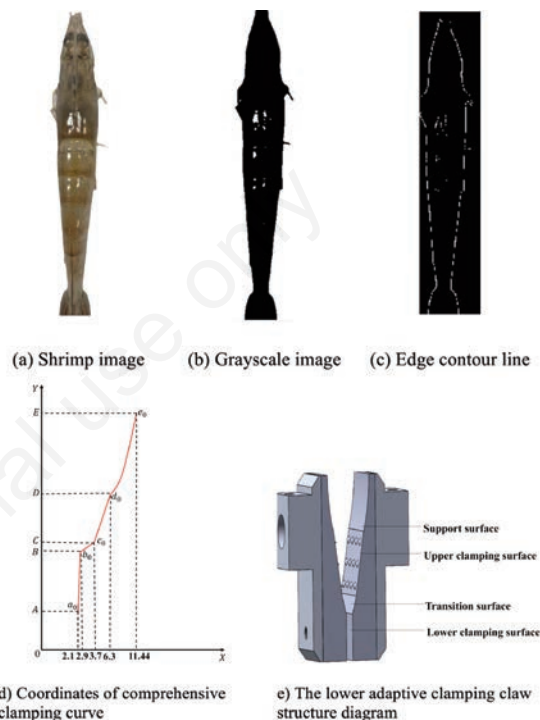 (a) Shrimp image
(b) Grayscale image
(c) Edge contour line
Y
E
e₀
D
d₀
C
c₀
B
b₀
A
a₀
0
2.1 2.9 3.7 6.3 11.44
X
Support surface
Upper clamping surface
Transition surface
Lower clamping surface
d) Coordinates of comprehensive
clamping curve
e) The lower adaptive clamping claw
structure diagram
use only